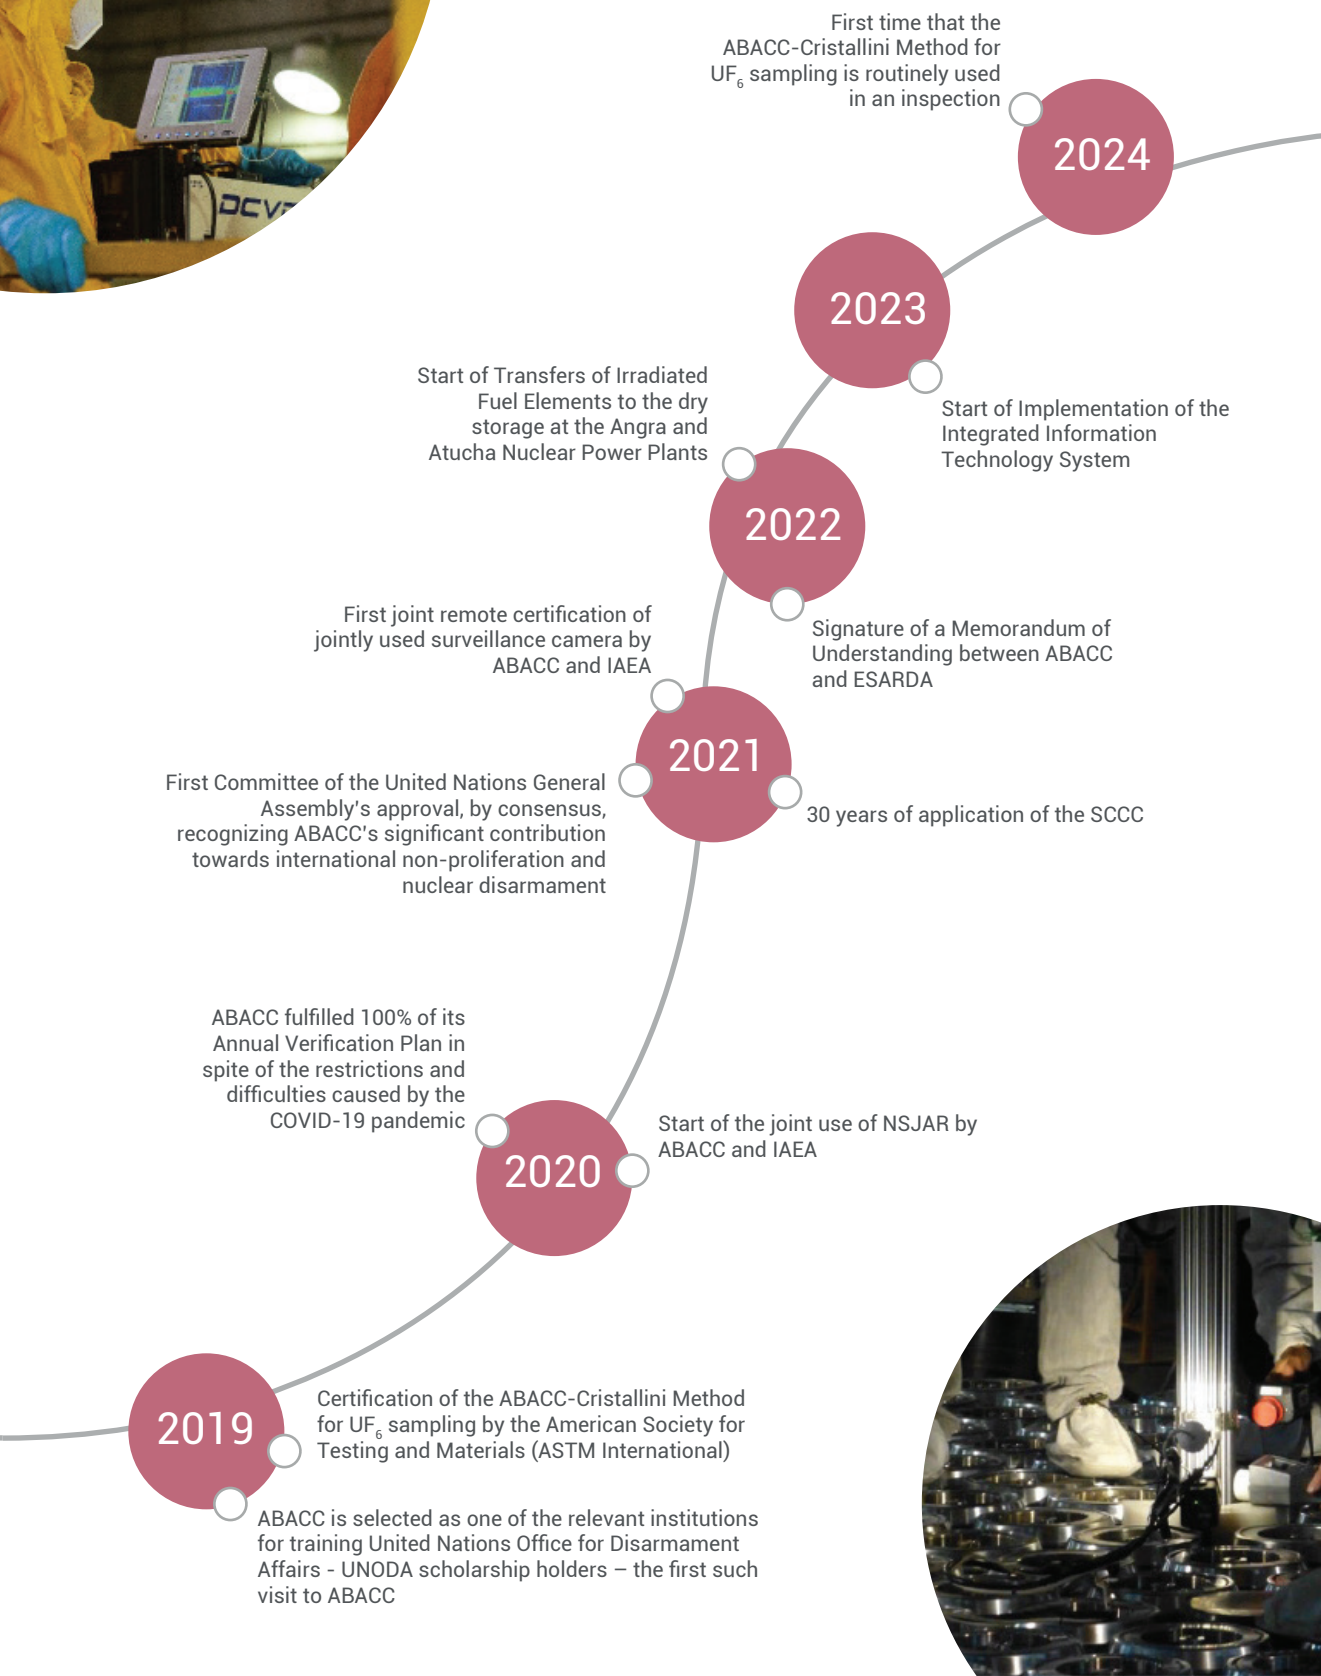 First time that the
ABACC-Cristallini Method for
UF₆ sampling is routinely used
in an inspection
2024
2023
Start of Implementation of the
Integrated Information
Technology System
Start of Transfers of Irradiated
Fuel Elements to the dry
storage at the Angra and
Atucha Nuclear Power Plants
2022
Signature of a Memorandum of
Understanding between ABACC
and ESARDA
First joint remote certification of
jointly used surveillance camera by
ABACC and IAEA
2021
First Committee of the United Nations General
Assembly's approval, by consensus,
recognizing ABACC's significant contribution
towards international non-proliferation and
nuclear disarmament
30 years of application of the SCCC
ABACC fulfilled 100% of its
Annual Verification Plan in
spite of the restrictions and
difficulties caused by the
COVID-19 pandemic
2020
Start of the joint use of NSJAR by
ABACC and IAEA
2019
Certification of the ABACC-Cristallini Method
for UF₆ sampling by the American Society for
Testing and Materials (ASTM International)
ABACC is selected as one of the relevant institutions
for training United Nations Office for Disarmament
Affairs - UNODA scholarship holders – the first such
visit to ABACC